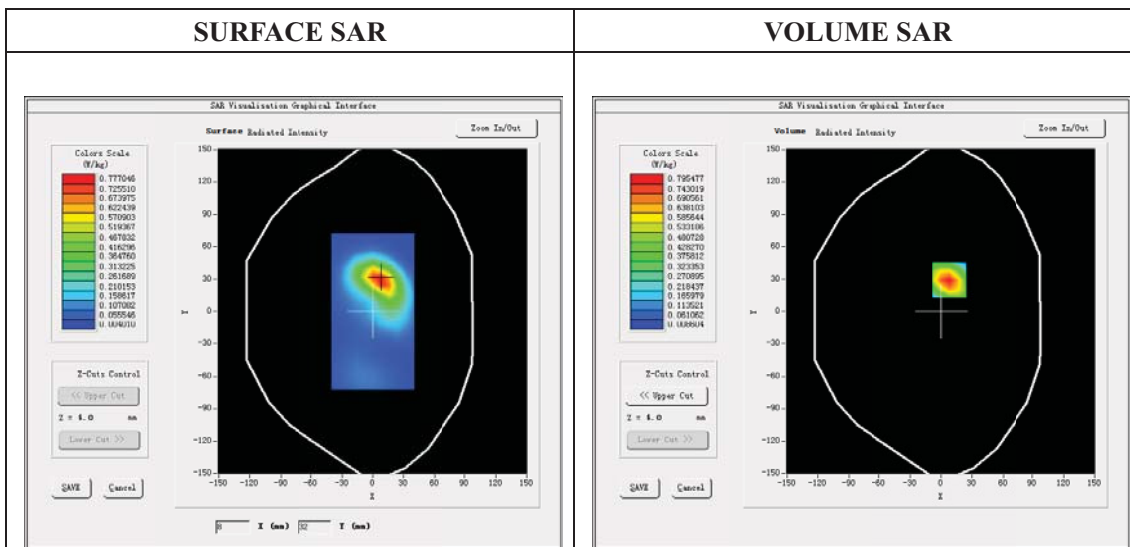 SURFACE SAR
VOLUME SAR
SAR Visualisation Graphical Interface
Surface Radiated Intensity
Zoom In/Out
Colors Scale
(W/kg)
0.777046
0.725510
0.673975
0.622439
0.570903
0.519367
0.467832
0.416296
0.364760
0.313225
0.261689
0.210153
0.158617
0.107082
0.055546
0.004010
150
120
90
60
30
0
-30
-60
-90
-120
-150
Y
-150 -120 -90 -60 -30 0 30 60 90 120 150
X
Z-Cuts Control
<< Upper Cut
Z = 4.0 mm
Lower Cut >>
SAVE Cancel
8 X (mm) 32 Y (mm)
SAR Visualisation Graphical Interface
Volume Radiated Intensity
Zoom In/Out
Colors Scale
(W/kg)
0.795477
0.743019
0.690561
0.638103
0.585644
0.533186
0.480728
0.428270
0.375812
0.323353
0.270895
0.218437
0.165979
0.113521
0.061062
0.008604
150
120
90
60
30
0
-30
-60
-90
-120
-150
Y
-150 -120 -90 -60 -30 0 30 60 90 120 150
X
Z-Cuts Control
<< Upper Cut
Z = 4.0 mm
Lower Cut >>
SAVE Cancel